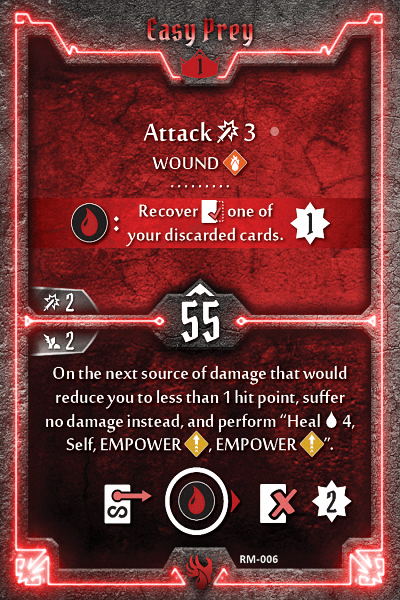 Easy Prey
1
Attack 3
WOUND
Recover one of
your discarded cards.
1
2
55
2
On the next source of damage that would
reduce you to less than 1 hit point, suffer
no damage instead, and perform “Heal 4,
Self, EMPOWER , EMPOWER ”.
2
RM-006